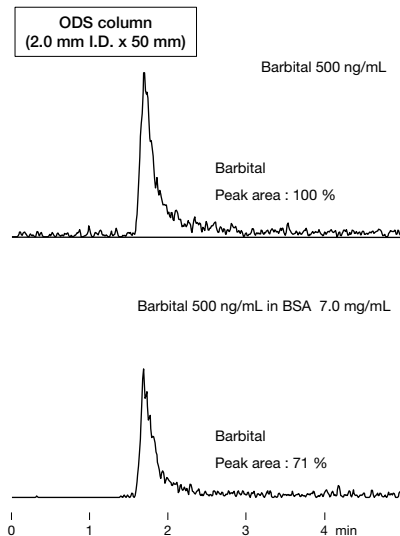 ODS column
(2.0 mm I.D. x 50 mm)
Barbital 500 ng/mL
Barbital
Peak area : 100 %
Barbital 500 ng/mL in BSA  7.0 mg/mL
Barbital
Peak area : 71 %
0 1 2 3 4 min